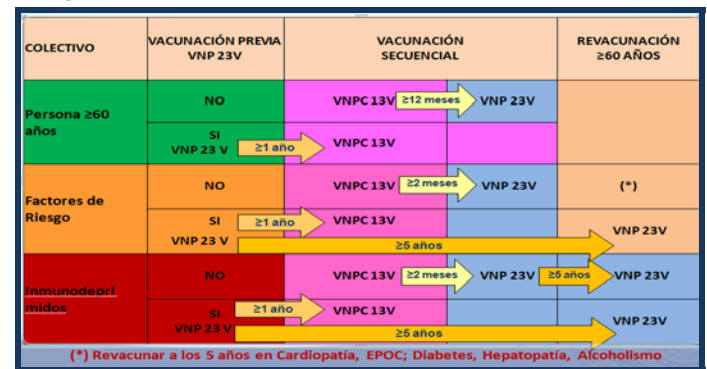 COLECTIVO
VACUNACIÓN PREVIA
VNP 23V
VACUNACIÓN
SECUENCIAL
REVACUNACIÓN
≥60 AÑOS
Persona ≥60
años
NO
VNPC 13V ≥12 meses VNP 23V
SI
VNP 23 V ≥1 año VNPC 13V
Factores de
Riesgo
NO
VNPC 13V ≥2 meses VNP 23V
(*)
SI ≥1 año VNPC 13V
VNP 23 V ≥5 años VNP 23V
Inmunodepri
midos
NO
VNPC 13V ≥2 meses VNP 23V ≥5 años VNP 23V
SI ≥1 año VNPC 13V
VNP 23 V ≥5 años VNP 23V
(*) Revacunar a los 5 años en Cardiopatía, EPOC; Diabetes, Hepatopatía, Alcoholismo